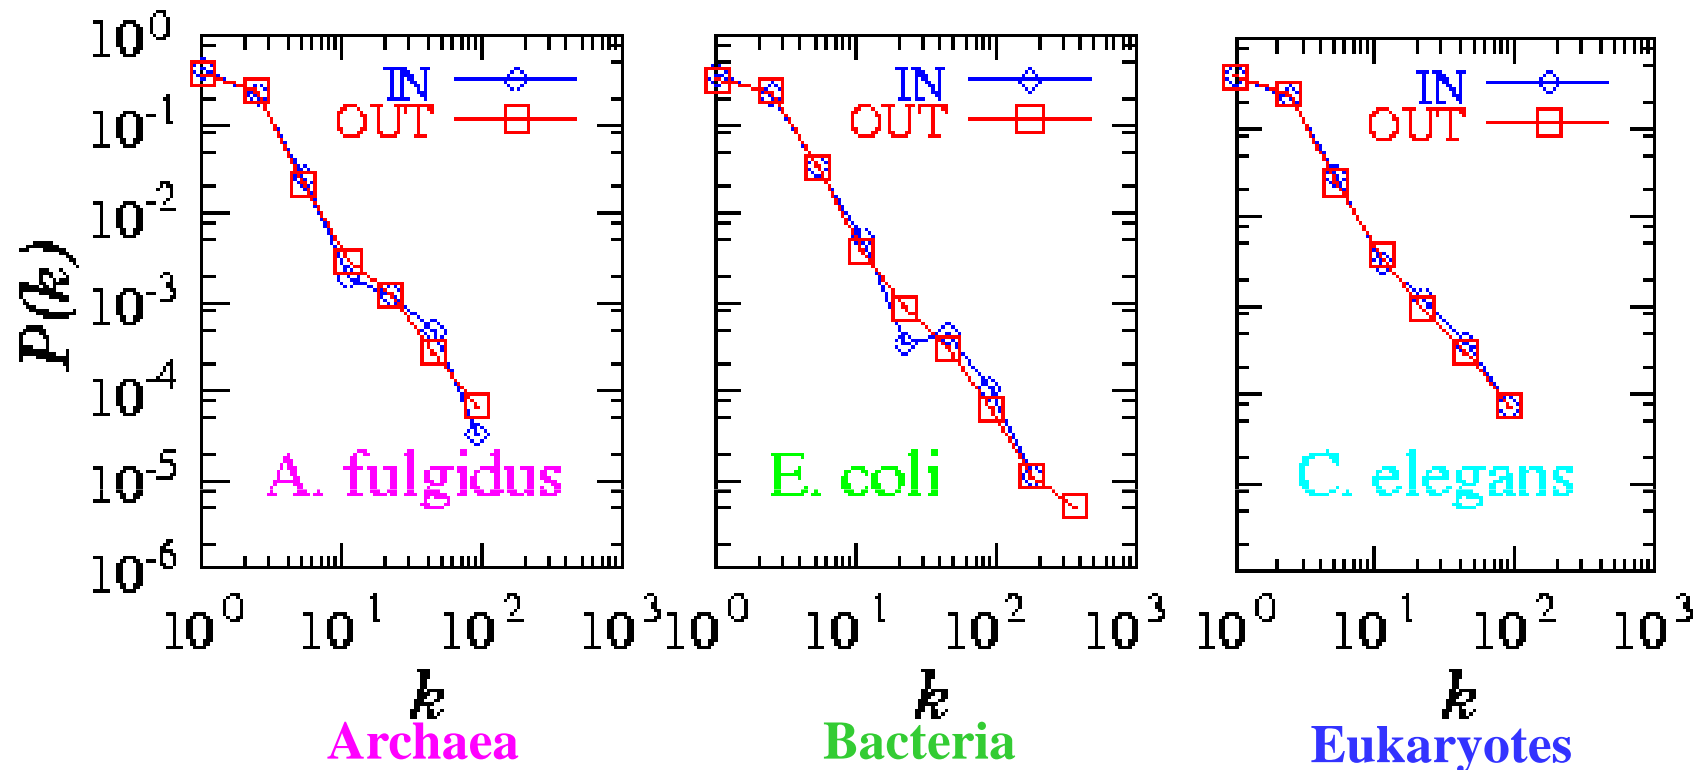 P(k)
10^0
10^-1
10^-2
10^-3
10^-4
10^-5
10^-6
IN
OUT
A. fulgidus
10^0 10^1 10^2 10^3
k
Archaea
IN
OUT
E. coli
10^0 10^1 10^2 10^3
k
Bacteria
IN
OUT
C. elegans
10^0 10^1 10^2 10^3
k
Eukaryotes